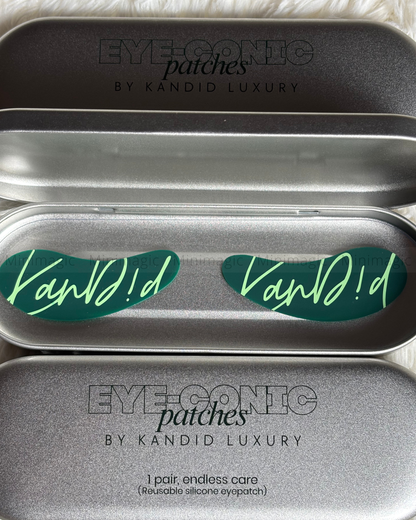 EYE-CONIC
patches
BY KANDID LUXURY
KanD!d
KanD!d
EYE-CONIC
patches
BY KANDID LUXURY
1 pair, endless care
(Reusable silicone eyepatch)